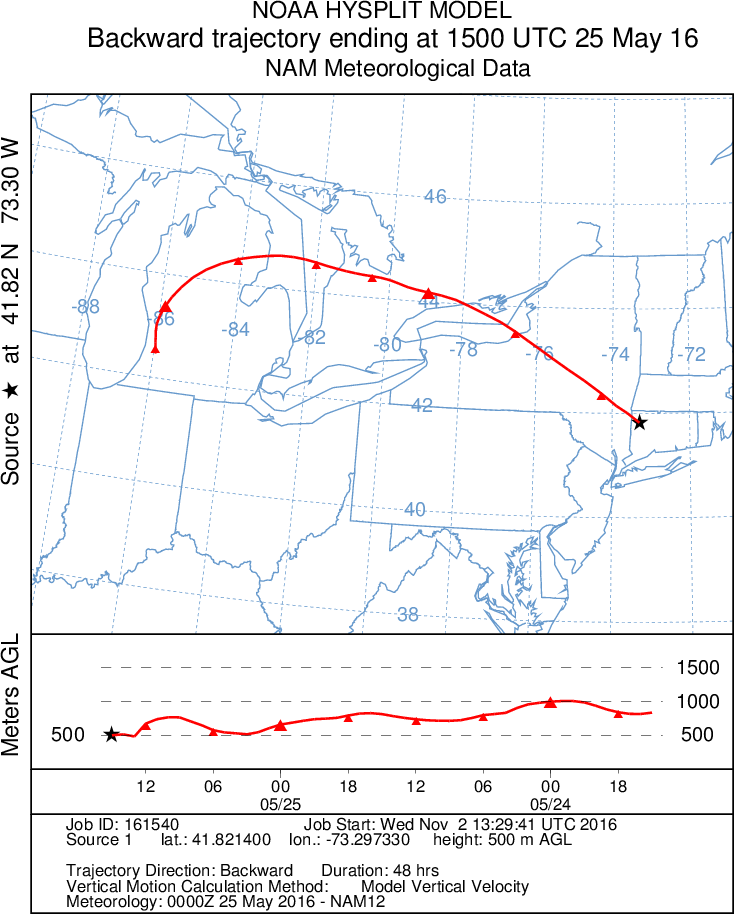 NOAA HYSPLIT MODEL
Backward trajectory ending at 1500 UTC 25 May 16
NAM Meteorological Data
Source ★ at 41.82 N 73.30 W
46
44
-88
-86
-84
-82
-80
-78
-76
-74
-72
42
40
38
Meters AGL
1500
1000
500
500
12 06 00 18 12 06 00 18
05/25 05/24
Job ID: 161540 Job Start: Wed Nov 2 13:29:41 UTC 2016
Source 1 lat.: 41.821400 lon.: -73.297330 height: 500 m AGL
Trajectory Direction: Backward Duration: 48 hrs
Vertical Motion Calculation Method: Model Vertical Velocity
Meteorology: 0000Z 25 May 2016 - NAM12